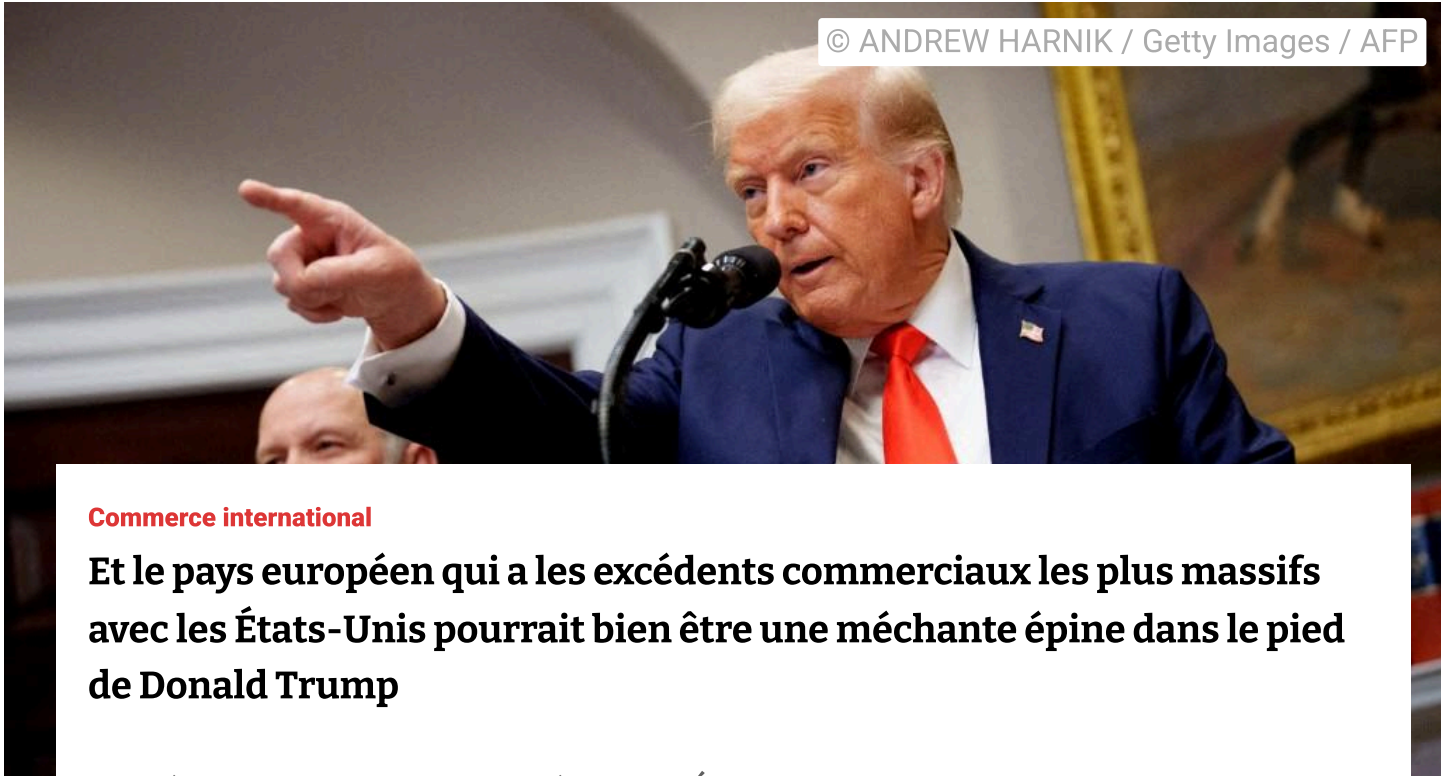 © ANDREW HARNIK / Getty Images / AFP
Commerce international
Et le pays européen qui a les excédents commerciaux les plus massifs
avec les États-Unis pourrait bien être une méchante épine dans le pied
de Donald Trump